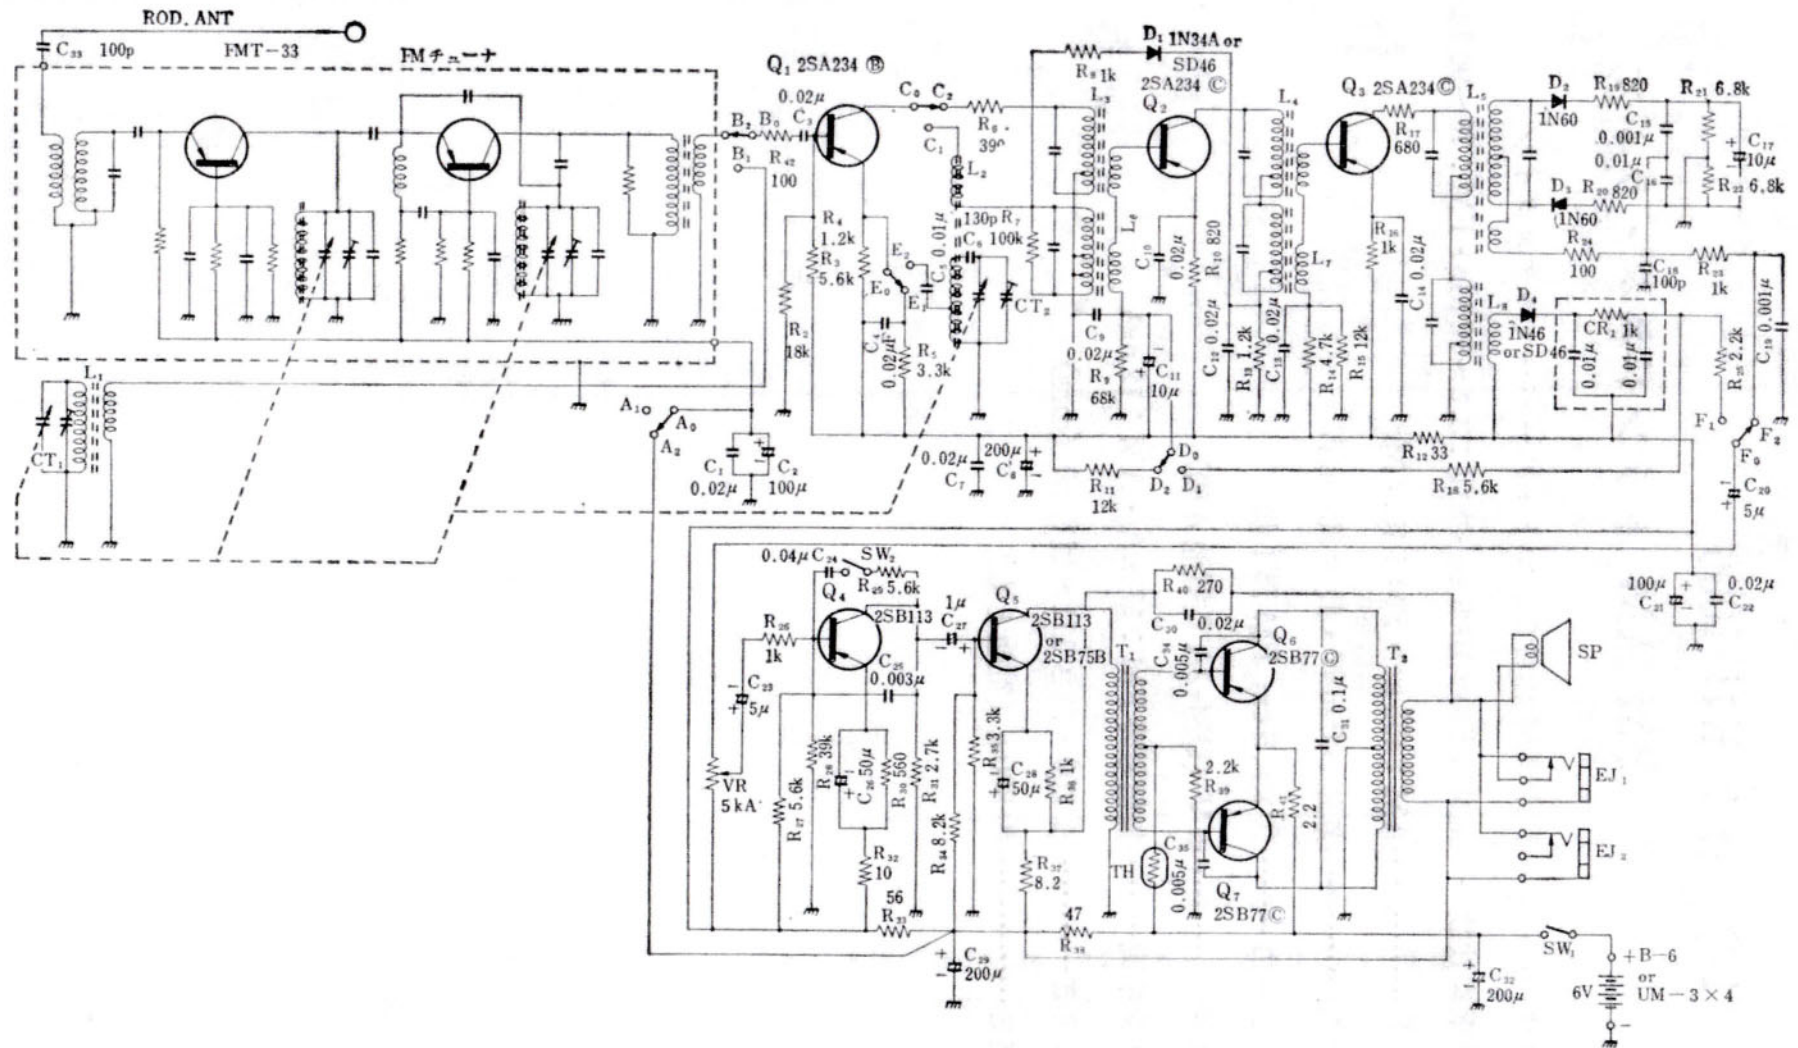 ROD. ANT
C₃₃ 100p
FMT-33
FMチューナ
Q₁ 2SA234 Ⓑ
0.02μ
C₃
B₂ B₀
B₁
R₄₂
100
C₀ C₂
C₁
R₆
L₂
R₈ 1k
D₁ 1N34A or
SD46
2SA234 Ⓒ
Q₂
L₃
L₄
Q₃ 2SA234 Ⓒ
R₁₇
680
L₅
D₂
1N60
R₁₉ 820
C₁₅
0.001μ
0.01μ
C₁₆
R₂₁ 6.8k
C₁₇
10μ
R₂₂ 6.8k
D₃
1N60
R₂₀ 820
R₂₄
100
C₁₈
100p
R₂₃
1k
C₁₉ 0.001μ
R₄
1.2k
R₃
5.6k
R₂
18k
E₂
E₀
E₁
C₅ 0.01μ
C₄
0.02μF
R₅
3.3k
130p
C₆
R₇
100k
CT₂
L₆
C₉
0.02μ
R₉
68k
C₁₁
10μ
C₁₀
0.02μ
R₁₀ 820
C₁₂ 0.02μ
R₁₃ 1.2k
C₁₃ 0.02μ
L₇
R₁₄ 4.7k
R₁₅ 12k
R₁₆
1k
C₁₄ 0.02μ
L₈
D₄
1N46
or SD46
CR₁ 1k
0.01μ
0.01μ
R₂₅ 2.2k
F₁
F₂
F₀
L₁
CT₁
A₁
A₀
A₂
C₁
0.02μ
C₂
100μ
0.02μ
C₇
200μ
C₈
R₁₁
12k
D₀
D₂ D₁
R₁₂ 33
R₁₈ 5.6k
C₂₀
5μ
0.04μ C₂₄
SW₂
5.6k
Q₄
2SB113
R₂₆
1k
C₂₃
5μ
C₂₅
0.003μ
1μ
C₂₇
Q₅
2SB113
or
2SB75B
R₄₀ 270
C₃₀
0.02μ
C₃₄
0.005μ
Q₆
2SB77 Ⓒ
T₁
T₂
100μ
C₂₁
0.02μ
C₂₂
SP
VR
5kA
R₂₇ 5.6k
R₂₈ 39k
C₂₆ 50μ
R₃₀ 560
R₃₁ 2.7k
R₃₄ 8.2k
R₃₅ 3.3k
C₂₈
50μ
R₃₆ 1k
R₃₂
10
56
R₃₃
R₃₇
8.2
TH
C₃₅
0.005μ
2.2k
R₃₉
Q₇
2SB77 Ⓒ
R₄₁
2.2
C₃₁ 0.1μ
EJ₁
EJ₂
47
R₃₈
C₂₉
200μ
C₃₂
200μ
SW₁
+B-6
or
UM-3×4
6V